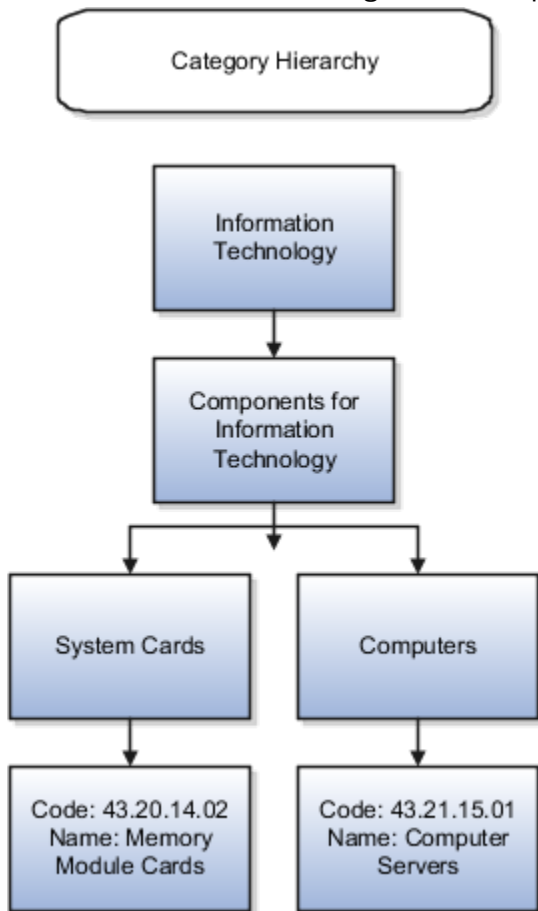 Category Hierarchy
Information
Technology
Components for
Information
Technology
System Cards
Computers
Code: 43.20.14.02
Name: Memory
Module Cards
Code: 43.21.15.01
Name: Computer
Servers